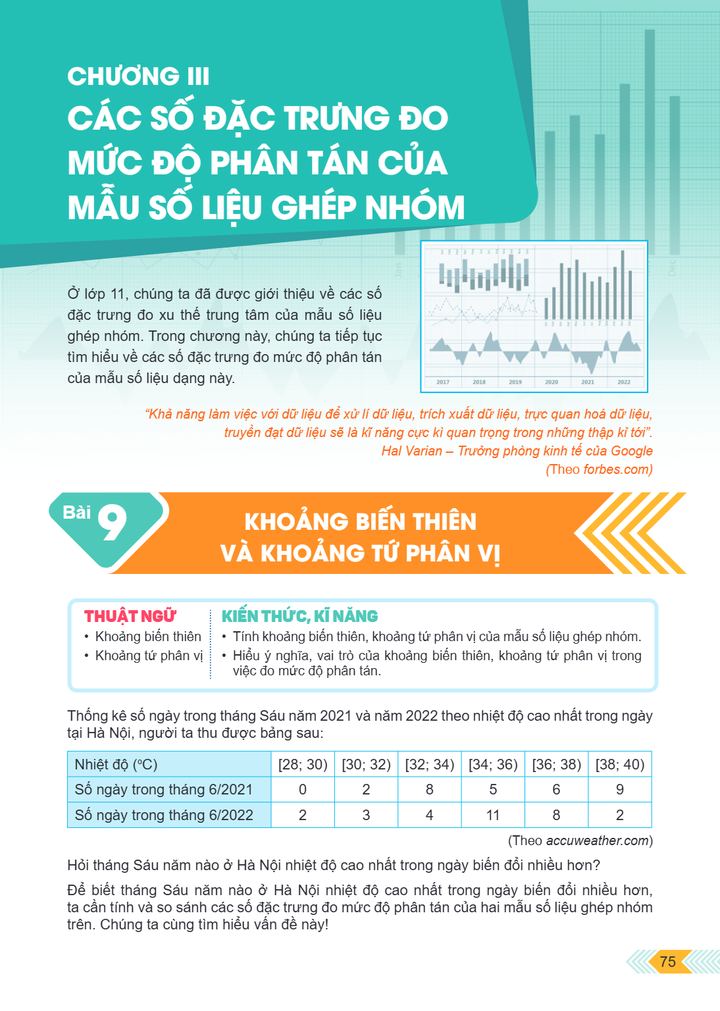 CHƯƠNG III
CÁC SỐ ĐẶC TRƯNG ĐO
MỨC ĐỘ PHÂN TÁN CỦA
MẪU SỐ LIỆU GHÉP NHÓM
Jan
Dec
Ở lớp 11, chúng ta đã được giới thiệu về các số
đặc trưng đo xu thế trung tâm của mẫu số liệu
ghép nhóm. Trong chương này, chúng ta tiếp tục
tìm hiểu về các số đặc trưng đo mức độ phân tán
của mẫu số liệu dạng này.
2017 2018 2019 2020 2021 2022
“Khả năng làm việc với dữ liệu để xử lí dữ liệu, trích xuất dữ liệu, trực quan hoá dữ liệu,
truyền đạt dữ liệu sẽ là kĩ năng cực kì quan trọng trong những thập kỉ tới”.
Hal Varian – Trưởng phòng kinh tế của Google
(Theo forbes.com)
Bài 9
KHOẢNG BIẾN THIÊN
VÀ KHOẢNG TỨ PHÂN VỊ
THUẬT NGỮ
• Khoảng biến thiên
• Khoảng tứ phân vị
KIẾN THỨC, KĨ NĂNG
• Tính khoảng biến thiên, khoảng tứ phân vị của mẫu số liệu ghép nhóm.
• Hiểu ý nghĩa, vai trò của khoảng biến thiên, khoảng tứ phân vị trong
việc đo mức độ phân tán.
Thống kê số ngày trong tháng Sáu năm 2021 và năm 2022 theo nhiệt độ cao nhất trong ngày
tại Hà Nội, người ta thu được bảng sau:
Nhiệt độ (ºC) [28; 30) [30; 32) [32; 34) [34; 36) [36; 38) [38; 40)
Số ngày trong tháng 6/2021 0 2 8 5 6 9
Số ngày trong tháng 6/2022 2 3 4 11 8 2
(Theo accuweather.com)
Hỏi tháng Sáu năm nào ở Hà Nội nhiệt độ cao nhất trong ngày biến đổi nhiều hơn?
Để biết tháng Sáu năm nào ở Hà Nội nhiệt độ cao nhất trong ngày biến đổi nhiều hơn,
ta cần tính và so sánh các số đặc trưng đo mức độ phân tán của hai mẫu số liệu ghép nhóm
trên. Chúng ta cùng tìm hiểu vấn đề này!
75